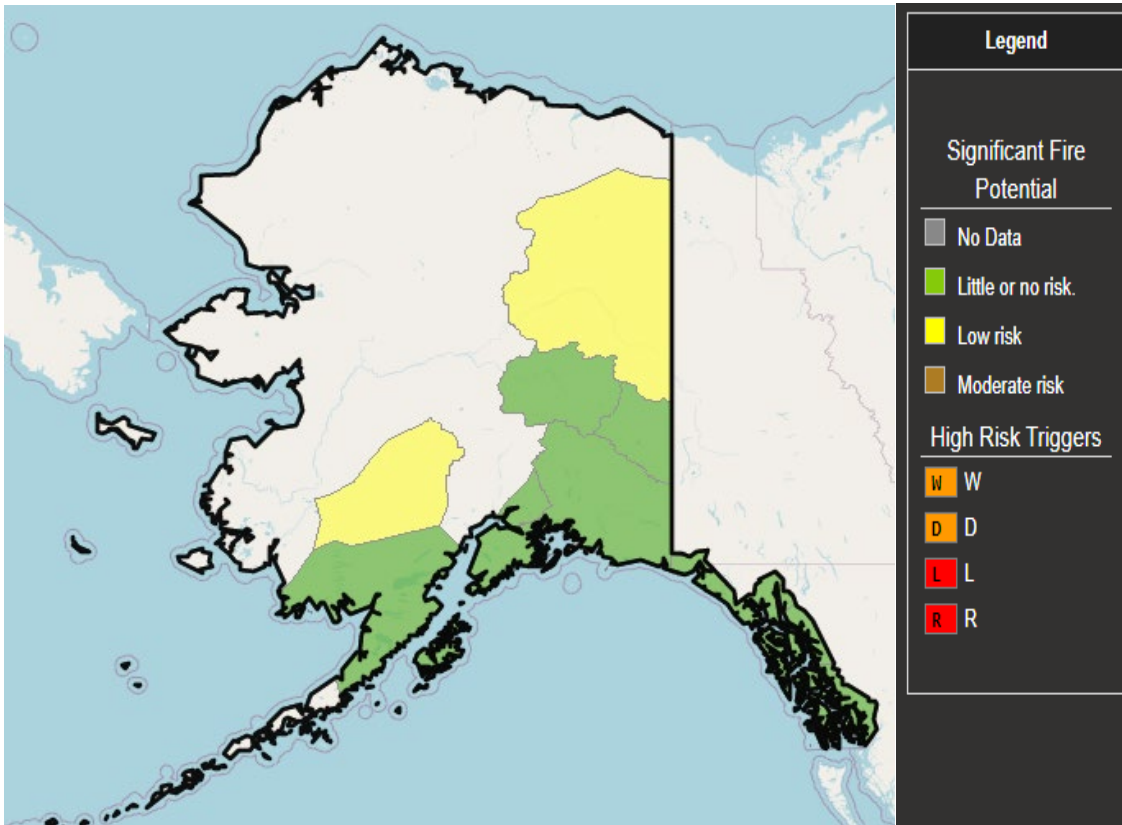 Legend
Significant Fire
Potential
No Data
Little or no risk.
Low risk
Moderate risk
High Risk Triggers
W W
D D
L L
R R